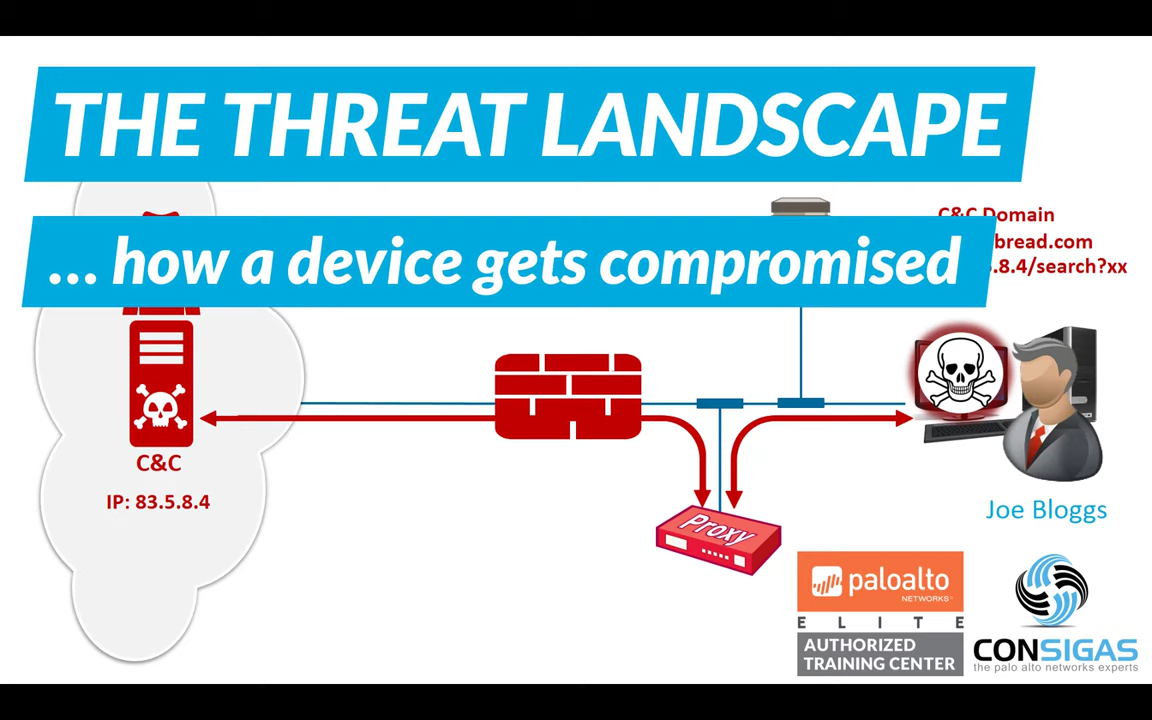 THE THREAT LANDSCAPE
... how a device gets compromised
C&C Domain
bread.com
.8.4/search?xx
C&C
IP: 83.5.8.4
Proxy
Joe Bloggs
paloalto
NETWORKS
ELITE
AUTHORIZED
TRAINING CENTER
CONSIGAS
the palo alto networks experts